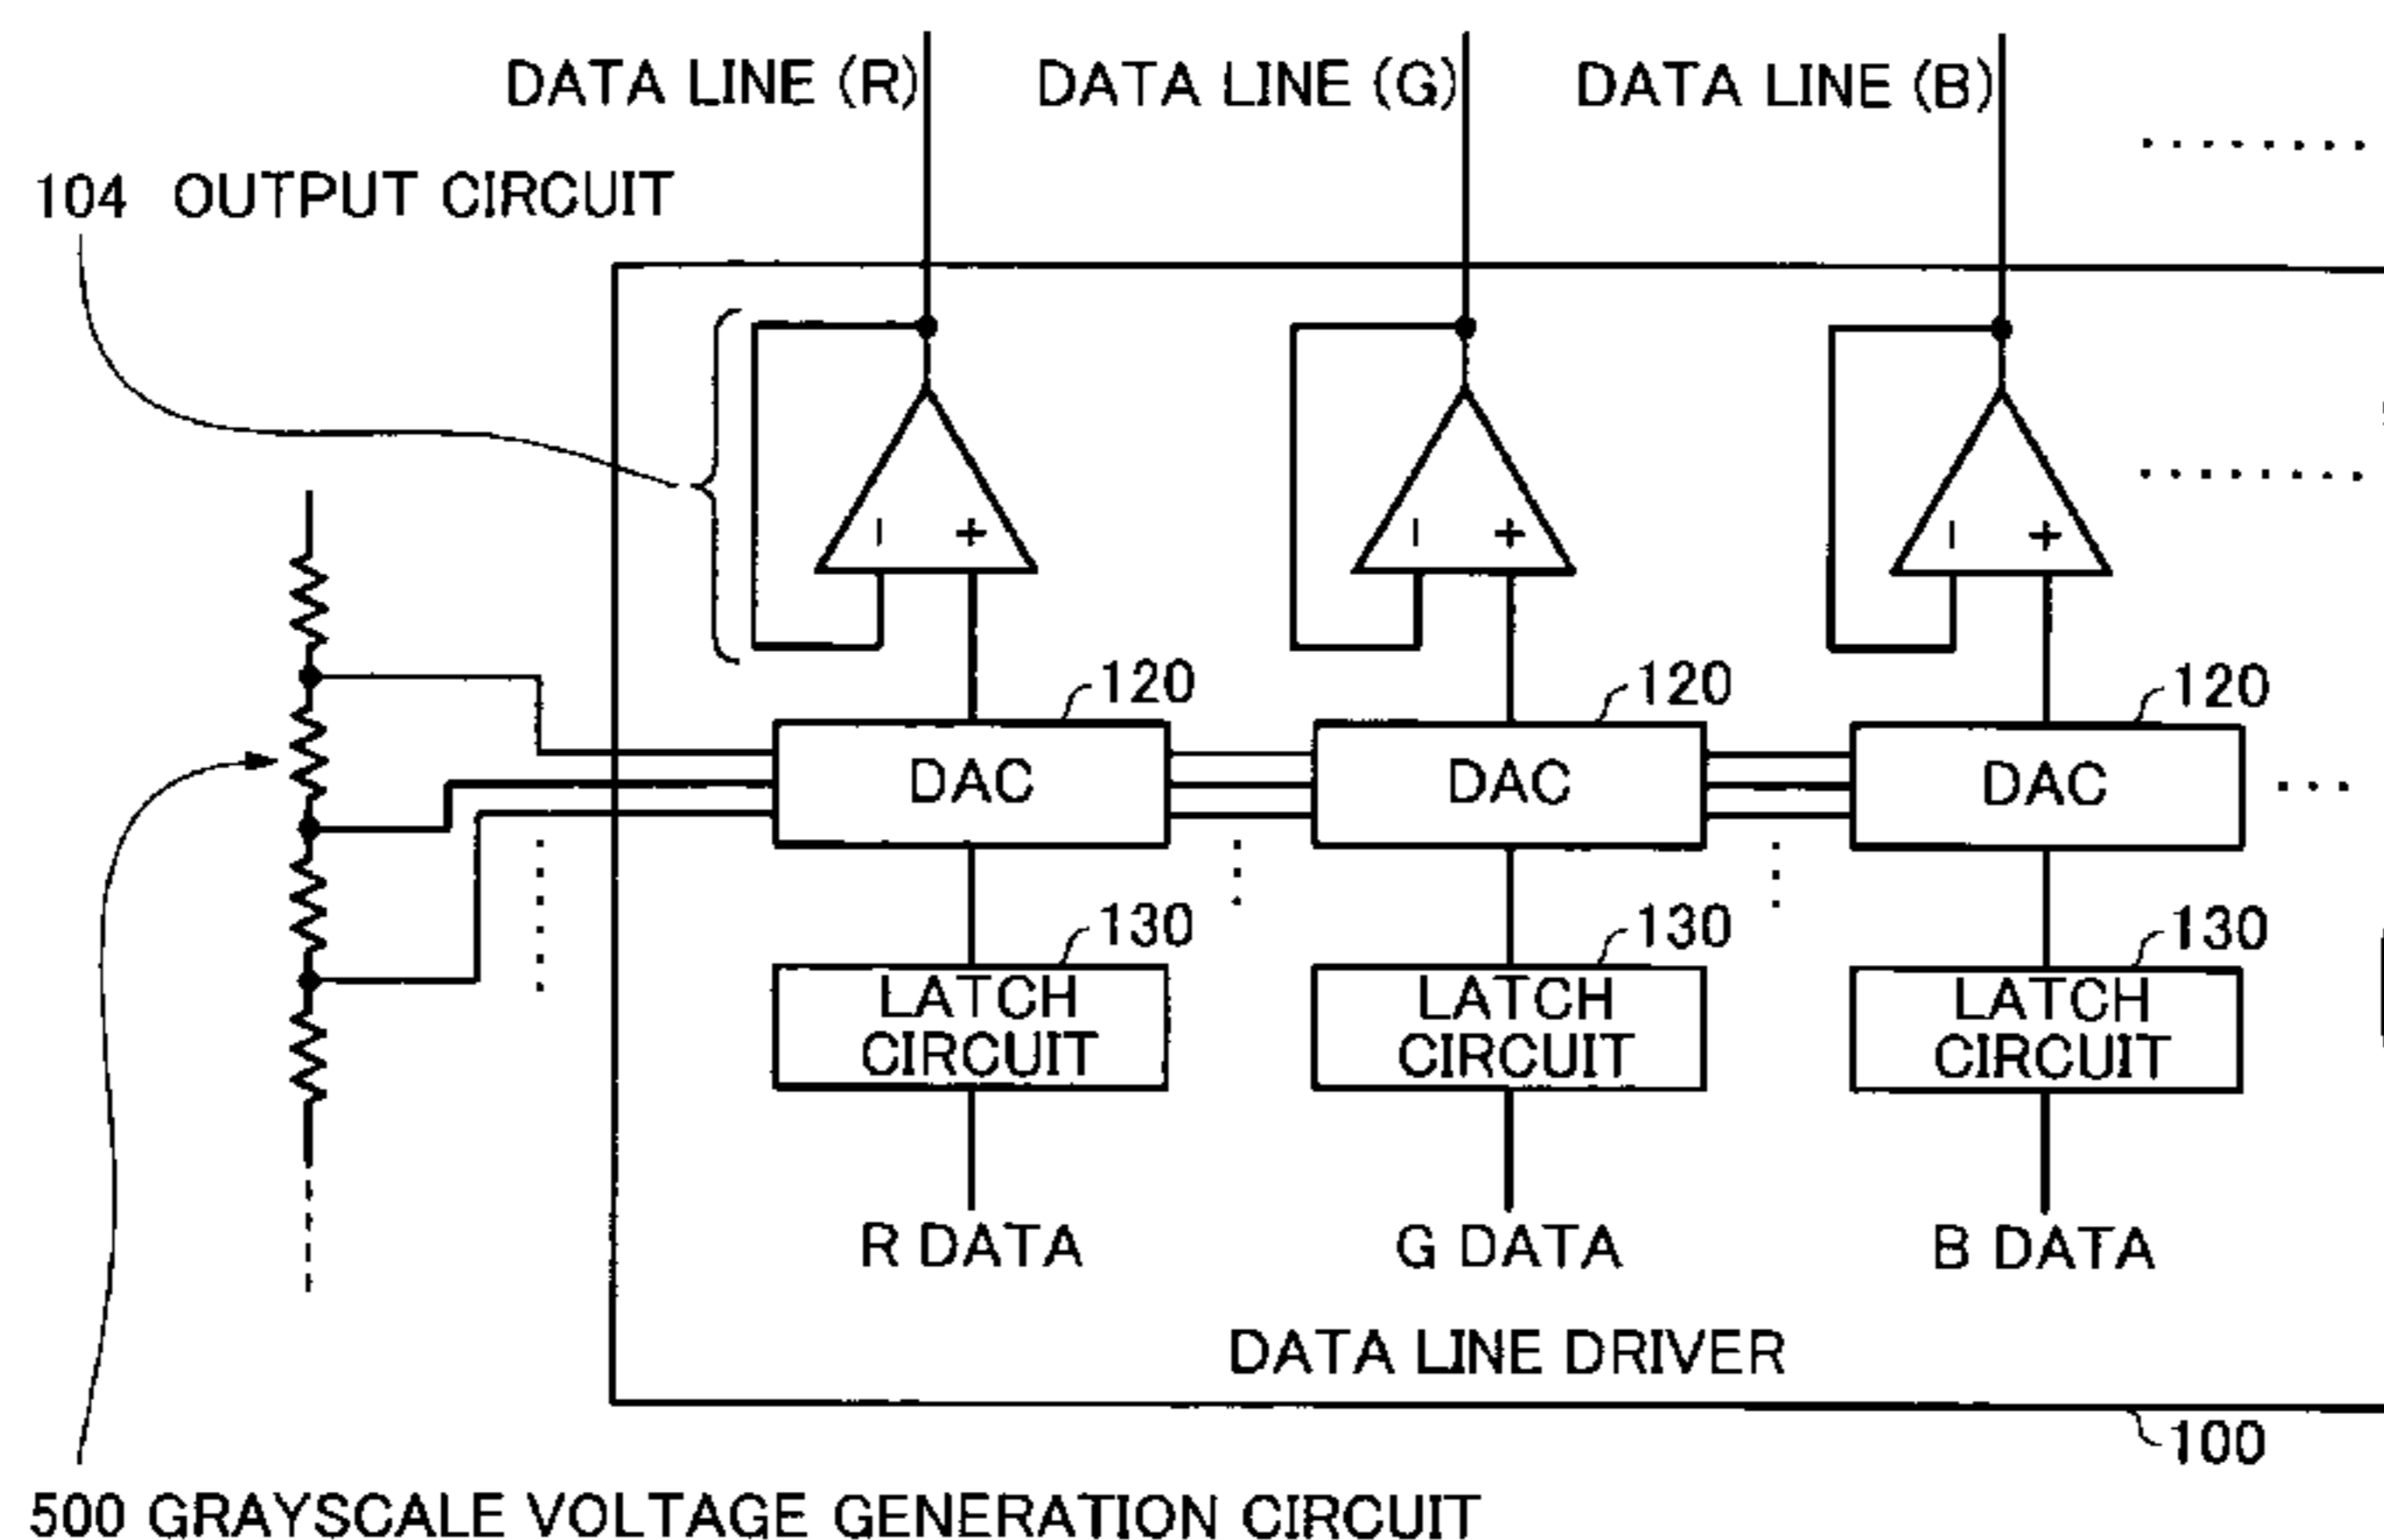 DATA LINE (R) DATA LINE (G) DATA LINE (B)
104 OUTPUT CIRCUIT
− + − + − +
120 120 120
DAC DAC DAC
130 130 130
LATCH CIRCUIT LATCH CIRCUIT LATCH CIRCUIT
R DATA G DATA B DATA
DATA LINE DRIVER
100
500 GRAYSCALE VOLTAGE GENERATION CIRCUIT